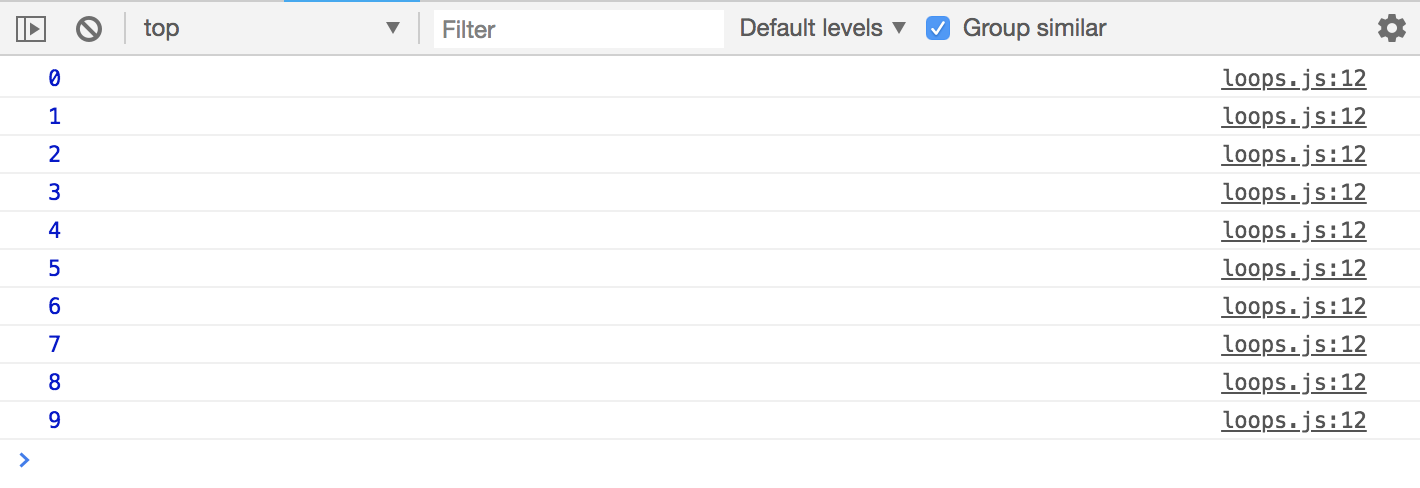 top Filter Default levels Group similar
0 loops.js:12
1 loops.js:12
2 loops.js:12
3 loops.js:12
4 loops.js:12
5 loops.js:12
6 loops.js:12
7 loops.js:12
8 loops.js:12
9 loops.js:12